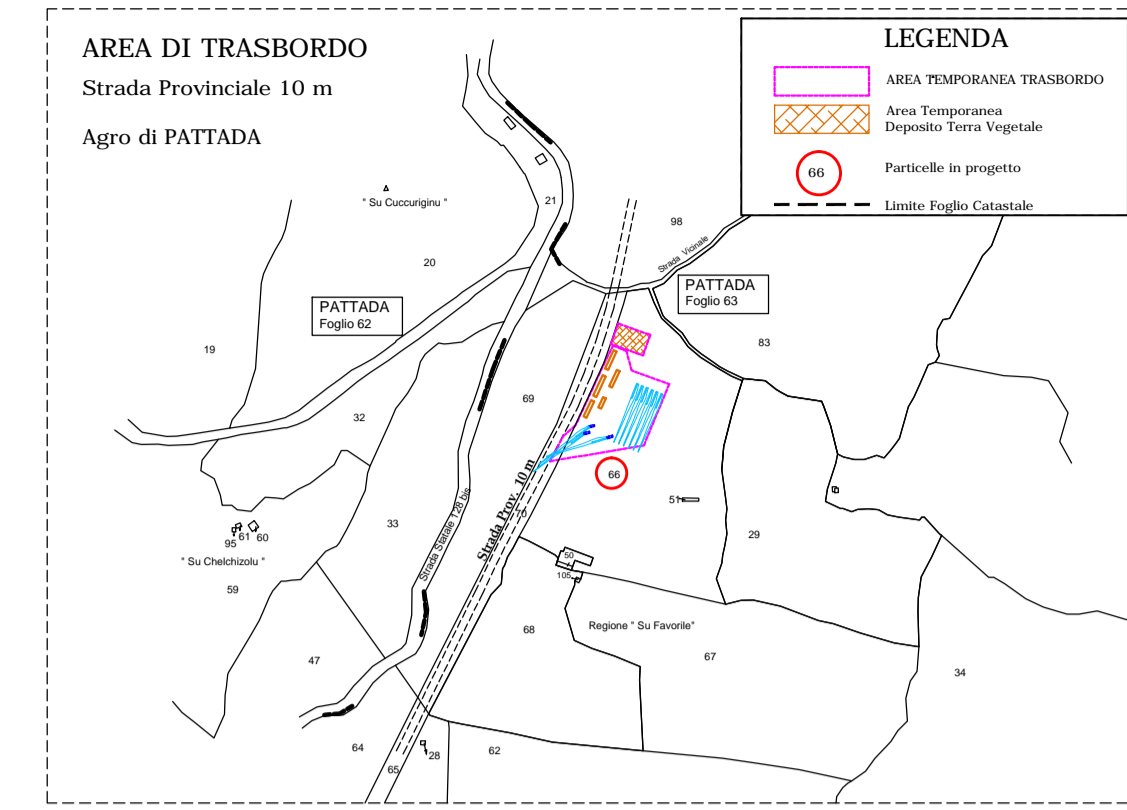 AREA DI TRASBORDO
Strada Provinciale 10 m
Agro di PATTADA
LEGENDA
AREA TEMPORANEA TRASBORDO
Area Temporanea
Deposito Terra Vegetale
66
Particelle in progetto
Limite Foglio Catastale
" Su Cuccuriginu "
21
98
Strada Vicinale
20
PATTADA
Foglio 62
PATTADA
Foglio 63
19
83
69
32
66
51
33
Strada Statale 128 bis
Strada Prov. 10 m
70
29
95
61
60
" Su Chelchizolu "
59
50
105
68
Regione " Su Favorile"
67
47
34
64
28
62
65